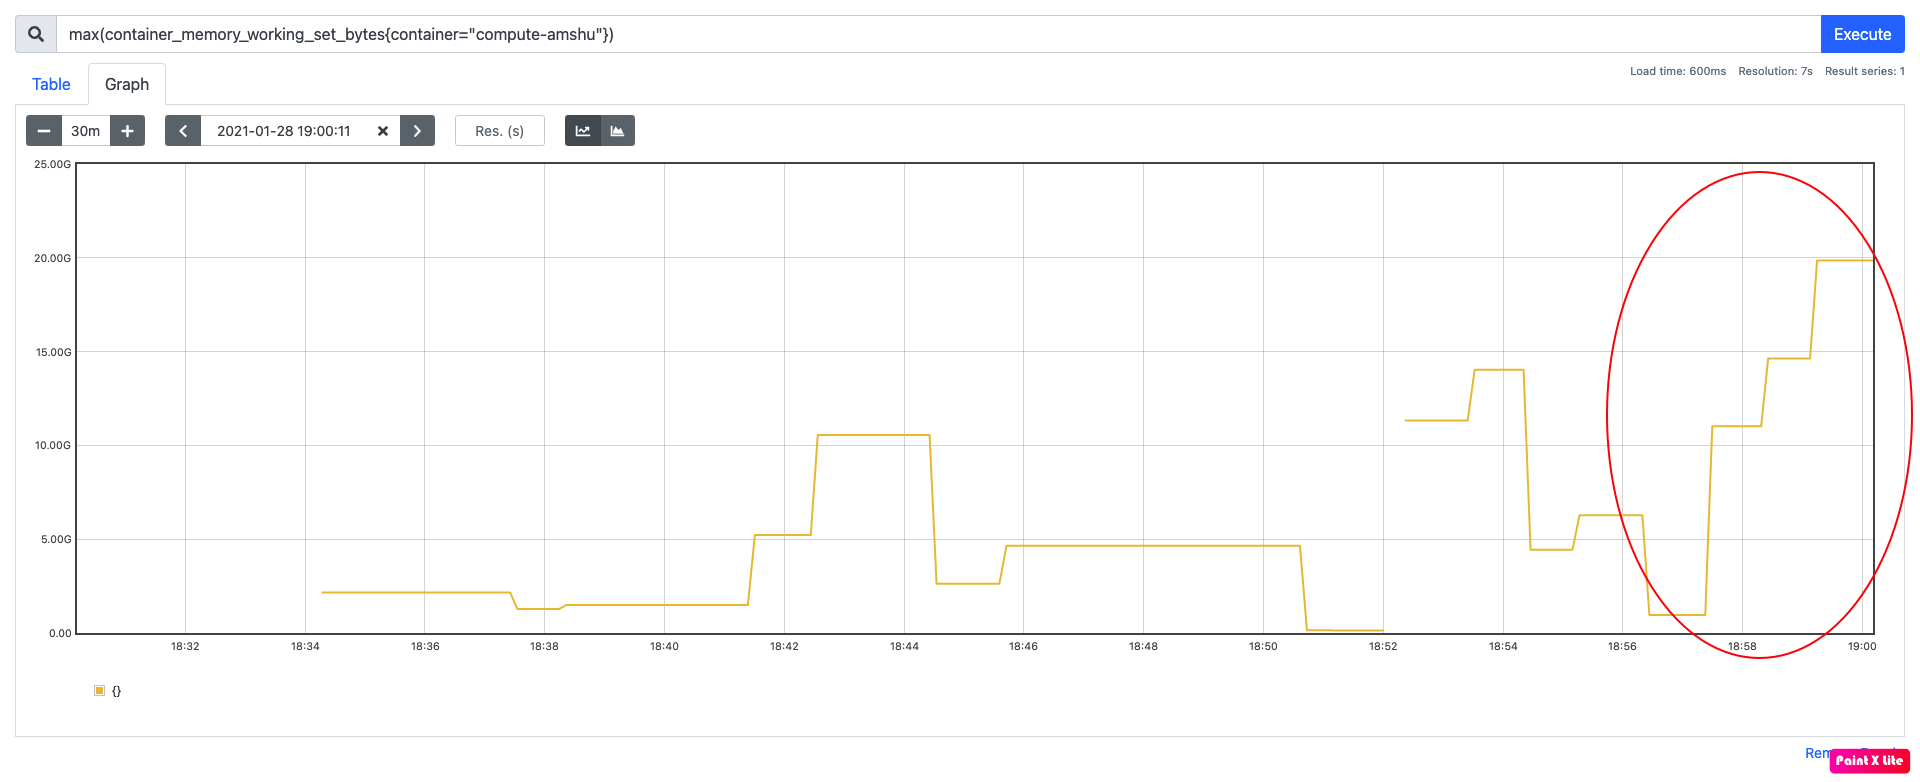 max(container_memory_working_set_bytes{container="compute-amshu"})
Execute
Table
Graph
Load time: 600ms Resolution: 7s Result series: 1
30m
2021-01-28 19:00:11
Res. (s)
25.00G
20.00G
15.00G
10.00G
5.00G
0.00
18:32 18:34 18:36 18:38 18:40 18:42 18:44 18:46 18:48 18:50 18:52 18:54 18:56 18:58 19:00
{}
Paint X Lite